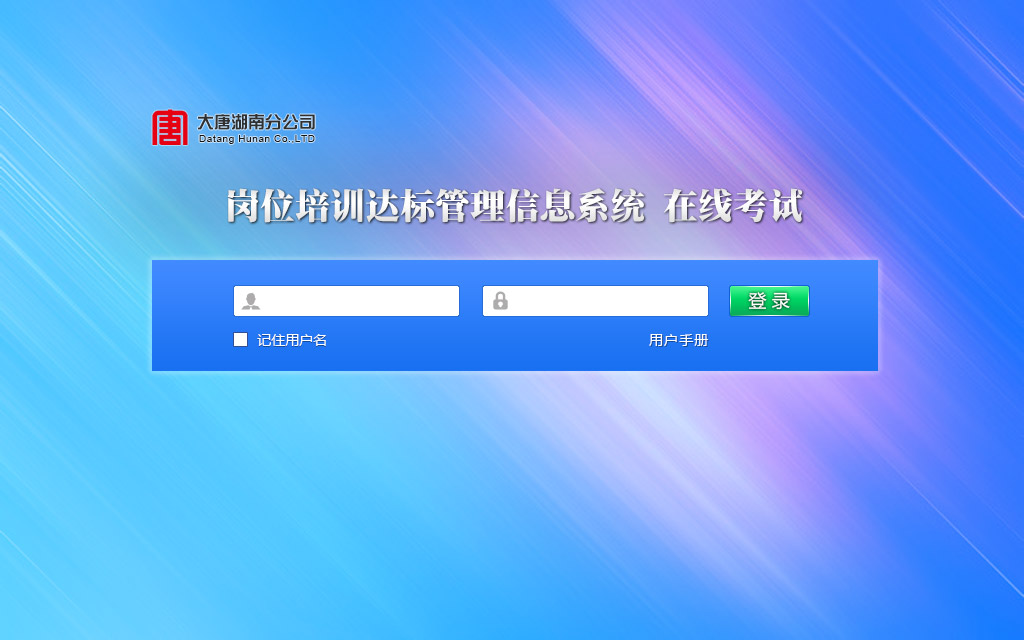 唐 大唐湖南分公司
Datang Hunan Co.,LTD
岗位培训达标管理信息系统 在线考试
登录
记住用户名 用户手册